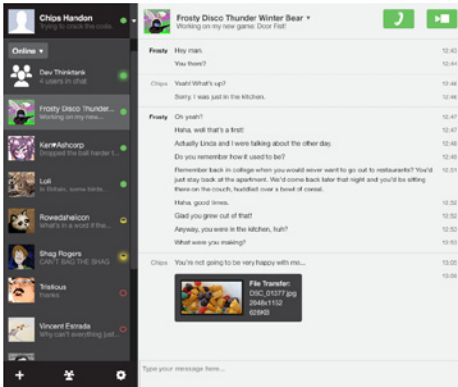 Chips Handon
Trying to crack the code.
Online ▾
Dev Thinktank
4 users in chat
Frosty Disco Thunder...
Working on my new...
Ken#Ashcorp
Dropped the ball harder t...
Loli
In Britain, some birds...
Rowedahelicon
What's in a word if the...
Shag Rogers
CAN'T BAG THE SHAG
Tristious
thanks
Vincent Estrada
Why can't everything just...
Frosty Disco Thunder Winter Bear ▾
Working on my new game: Door Fist!
Frosty Hey man. 12:43
You there? 12:44
Chips Yeah! What's up? 12:46
Sorry, I was just in the kitchen. 12:46
Frosty Oh yeah? 12:47
Haha, well that's a first! 12:47
Actually Linda and I were talking about the other day. 12:48
Do you remember how it used to be? 12:48
Remember back in college when you would never want to go out to restaurants? You'd 12:51
just stay back at the apartment. We'd come back later that night and you'd be sitting
there on the couch, huddled over a bowl of cereal.
Haha, good times. 12:52
Glad you grew out of that! 12:52
Anyway, you were in the kitchen, huh? 12:52
What were you making? 12:53
Chips You're not going to be very happy with me... 13:05
13:06
File Transfer:
DSC_01377.jpg
2048x1152
628KB
Type your message here...